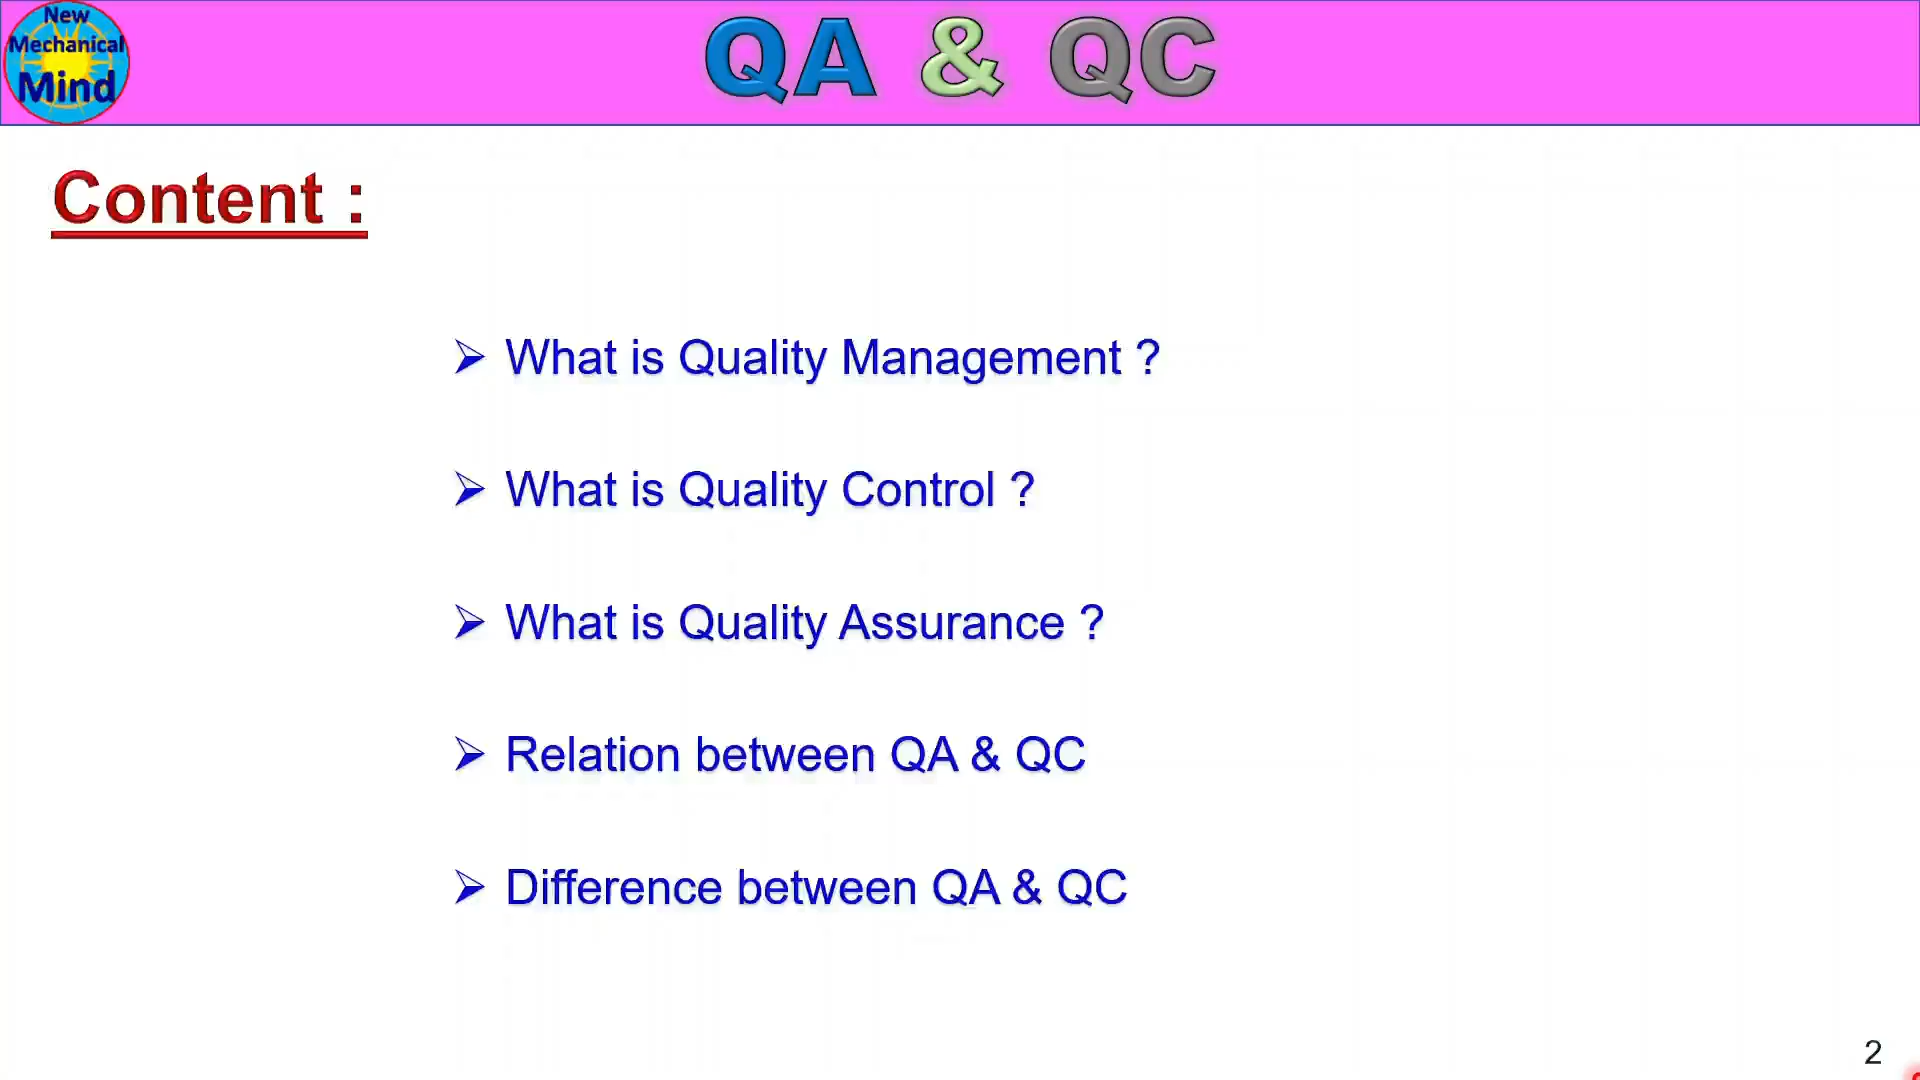 New
Mechanical
Mind
QA & QC
Content :
➢ What is Quality Management ?
➢ What is Quality Control ?
➢ What is Quality Assurance ?
➢ Relation between QA & QC
➢ Difference between QA & QC
2